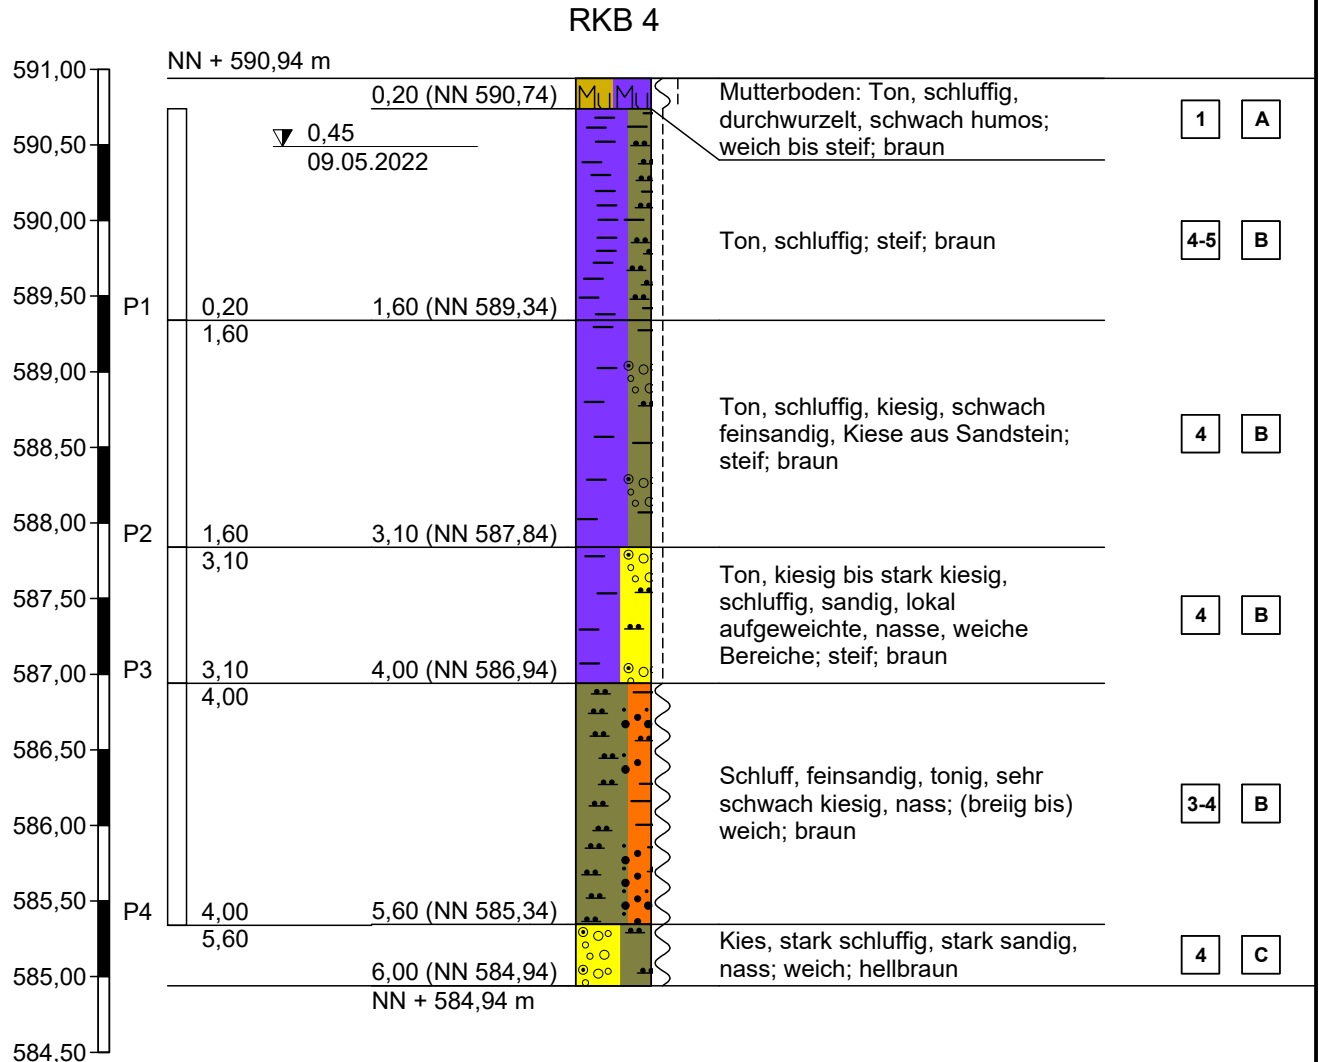 RKB 4
NN + 590,94 m
591,00
590,50
590,00
589,50
589,00
588,50
588,00
587,50
587,00
586,50
586,00
585,50
585,00
584,50
0,20 (NN 590,74)
Mutterboden: Ton, schluffig,
durchwurzelt, schwach humos;
weich bis steif; braun
1 A
0,45
09.05.2022
Ton, schluffig; steif; braun
4-5 B
P1 0,20 1,60 (NN 589,34)
1,60
Ton, schluffig, kiesig, schwach
feinsandig, Kiese aus Sandstein;
steif; braun
4 B
P2 1,60 3,10 (NN 587,84)
3,10
Ton, kiesig bis stark kiesig,
schluffig, sandig, lokal
aufgeweichte, nasse, weiche
Bereiche; steif; braun
4 B
P3 3,10 4,00 (NN 586,94)
4,00
Schluff, feinsandig, tonig, sehr
schwach kiesig, nass; (breiig bis)
weich; braun
3-4 B
P4 4,00 5,60 (NN 585,34)
5,60
Kies, stark schluffig, stark sandig,
nass; weich; hellbraun
4 C
6,00 (NN 584,94)
NN + 584,94 m